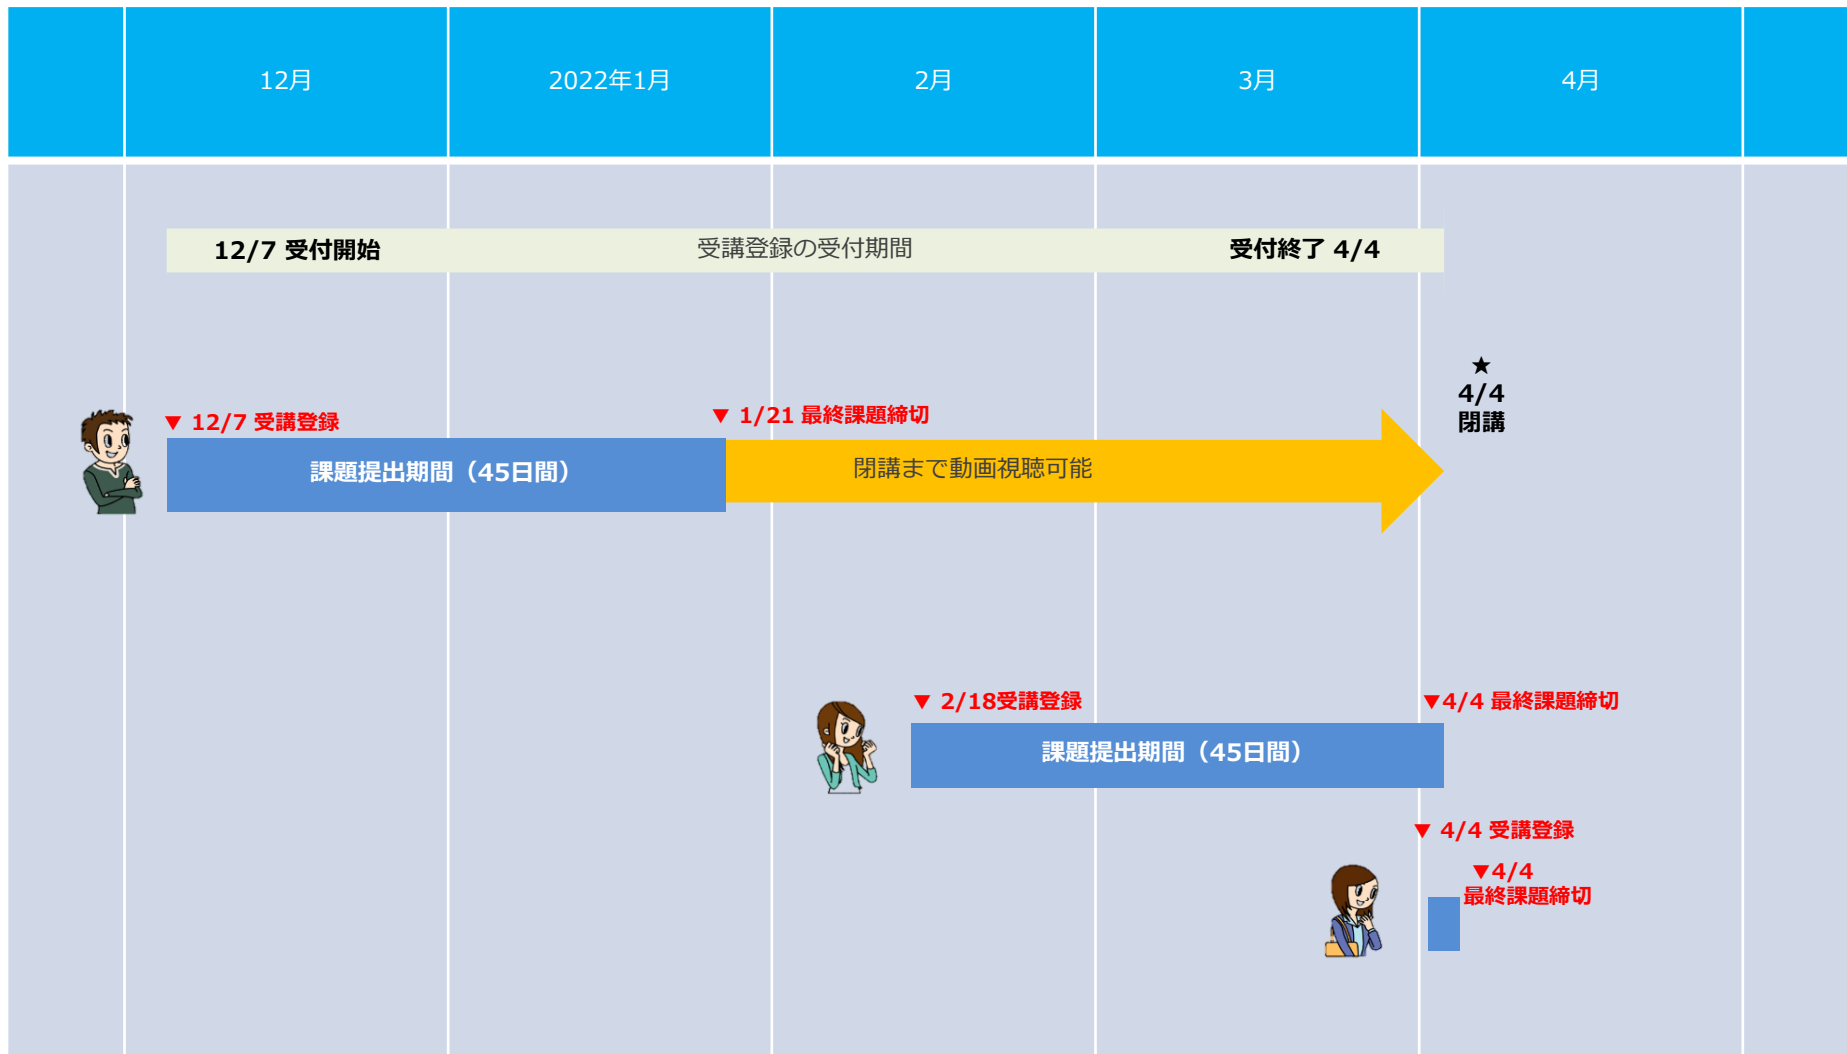 12月
2022年1月
2月
3月
4月
12/7 受付開始
受講登録の受付期間
受付終了 4/4
★
4/4
閉講
▼ 12/7 受講登録
▼ 1/21 最終課題締切
課題提出期間（45日間）
閉講まで動画視聴可能
▼ 2/18受講登録
▼4/4 最終課題締切
課題提出期間（45日間）
▼ 4/4 受講登録
▼4/4
最終課題締切